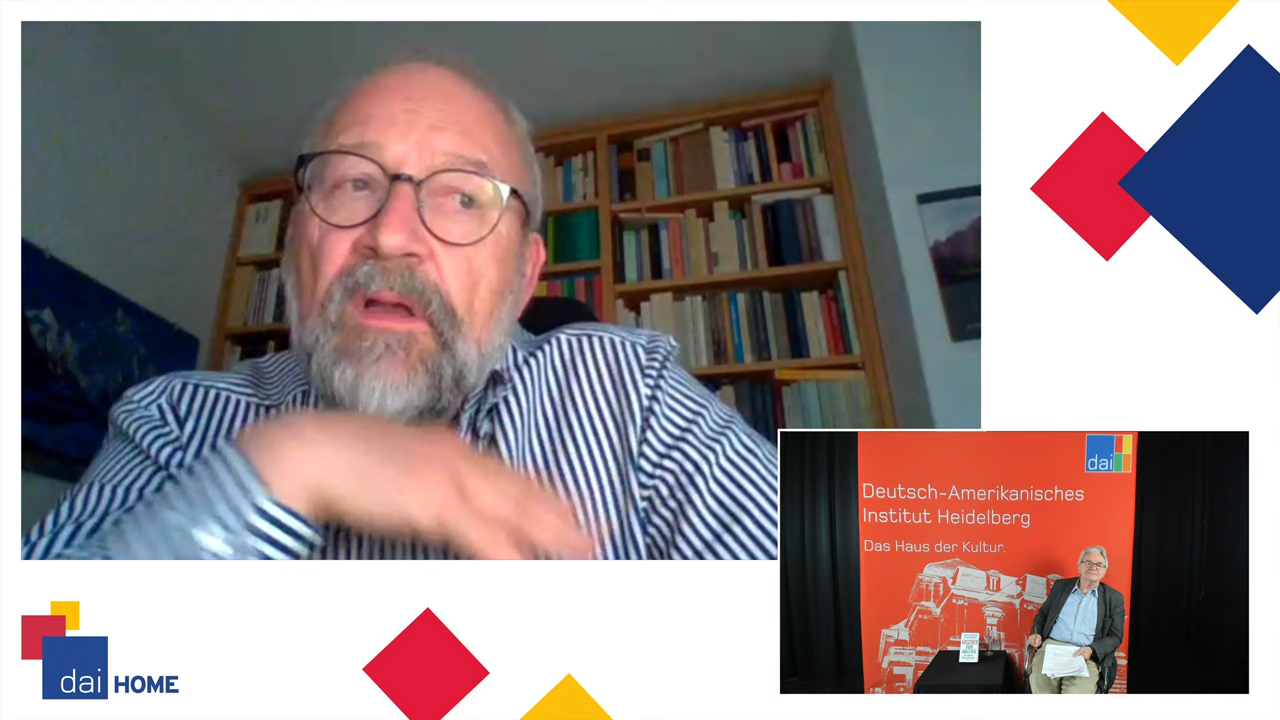 dai
Deutsch-Amerikanisches
Institut Heidelberg
Das Haus der Kultur.
dai HOME